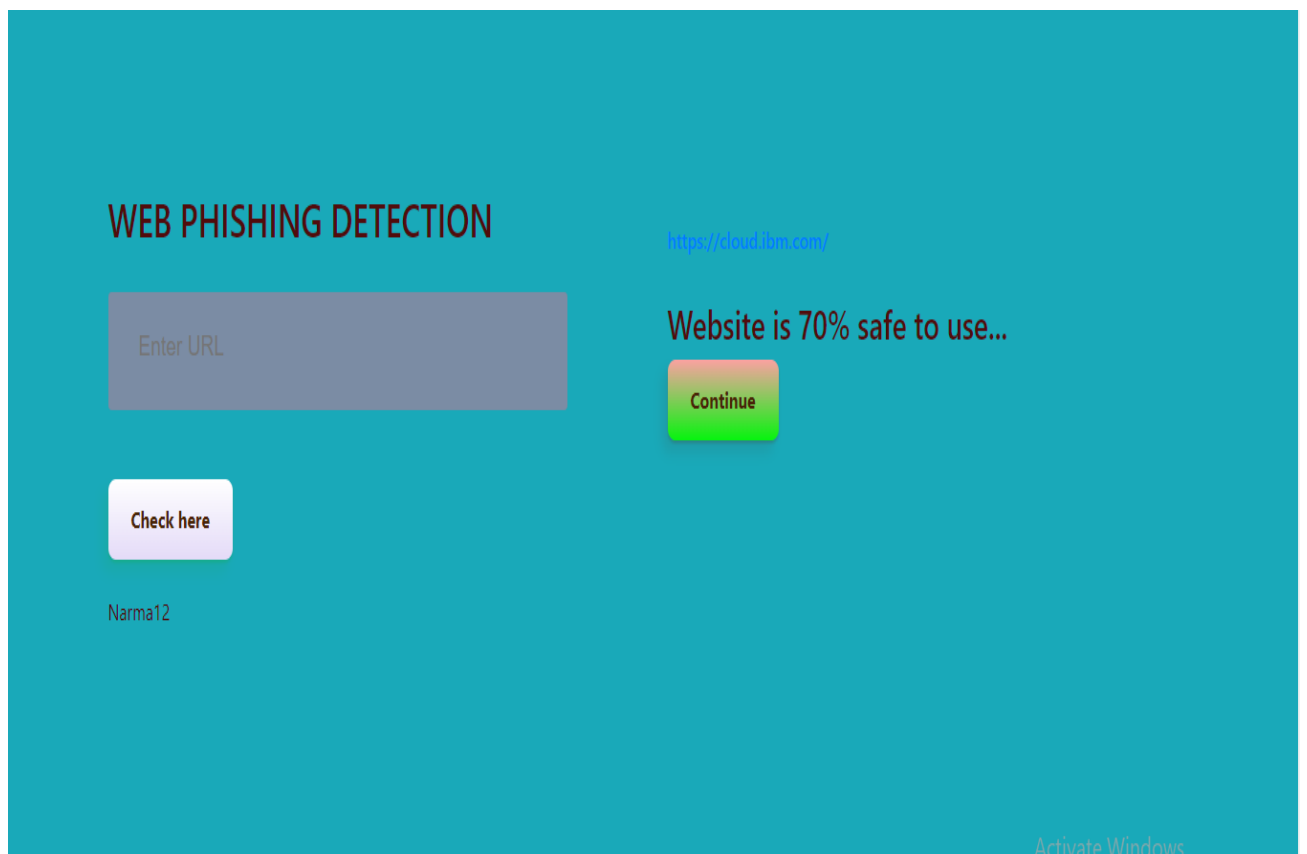 WEB PHISHING DETECTION
Enter URL
Check here
Narma12
https://cloud.ibm.com/
Website is 70% safe to use...
Continue
Activate Windows